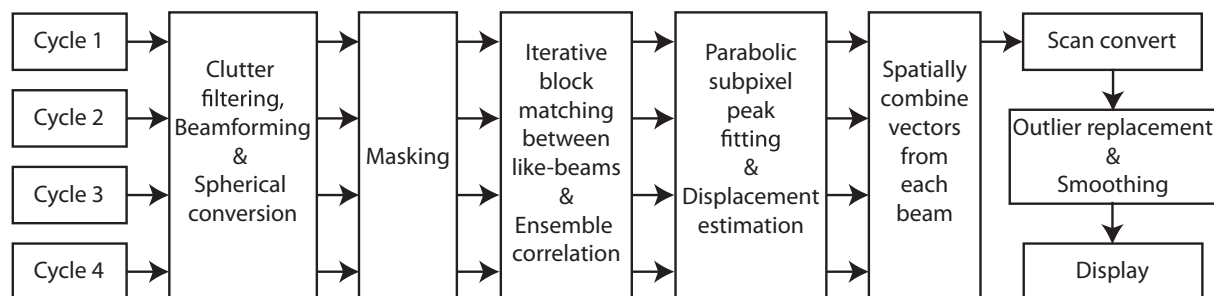 Cycle 1
Cycle 2
Cycle 3
Cycle 4
Clutter
filtering,
Beamforming
&
Spherical
conversion
Masking
Iterative
block
matching
between
like-beams
&
Ensemble
correlation
Parabolic
subpixel
peak
fitting
&
Displacement
estimation
Spatially
combine
vectors
from
each
beam
Scan convert
Outlier replacement
&
Smoothing
Display